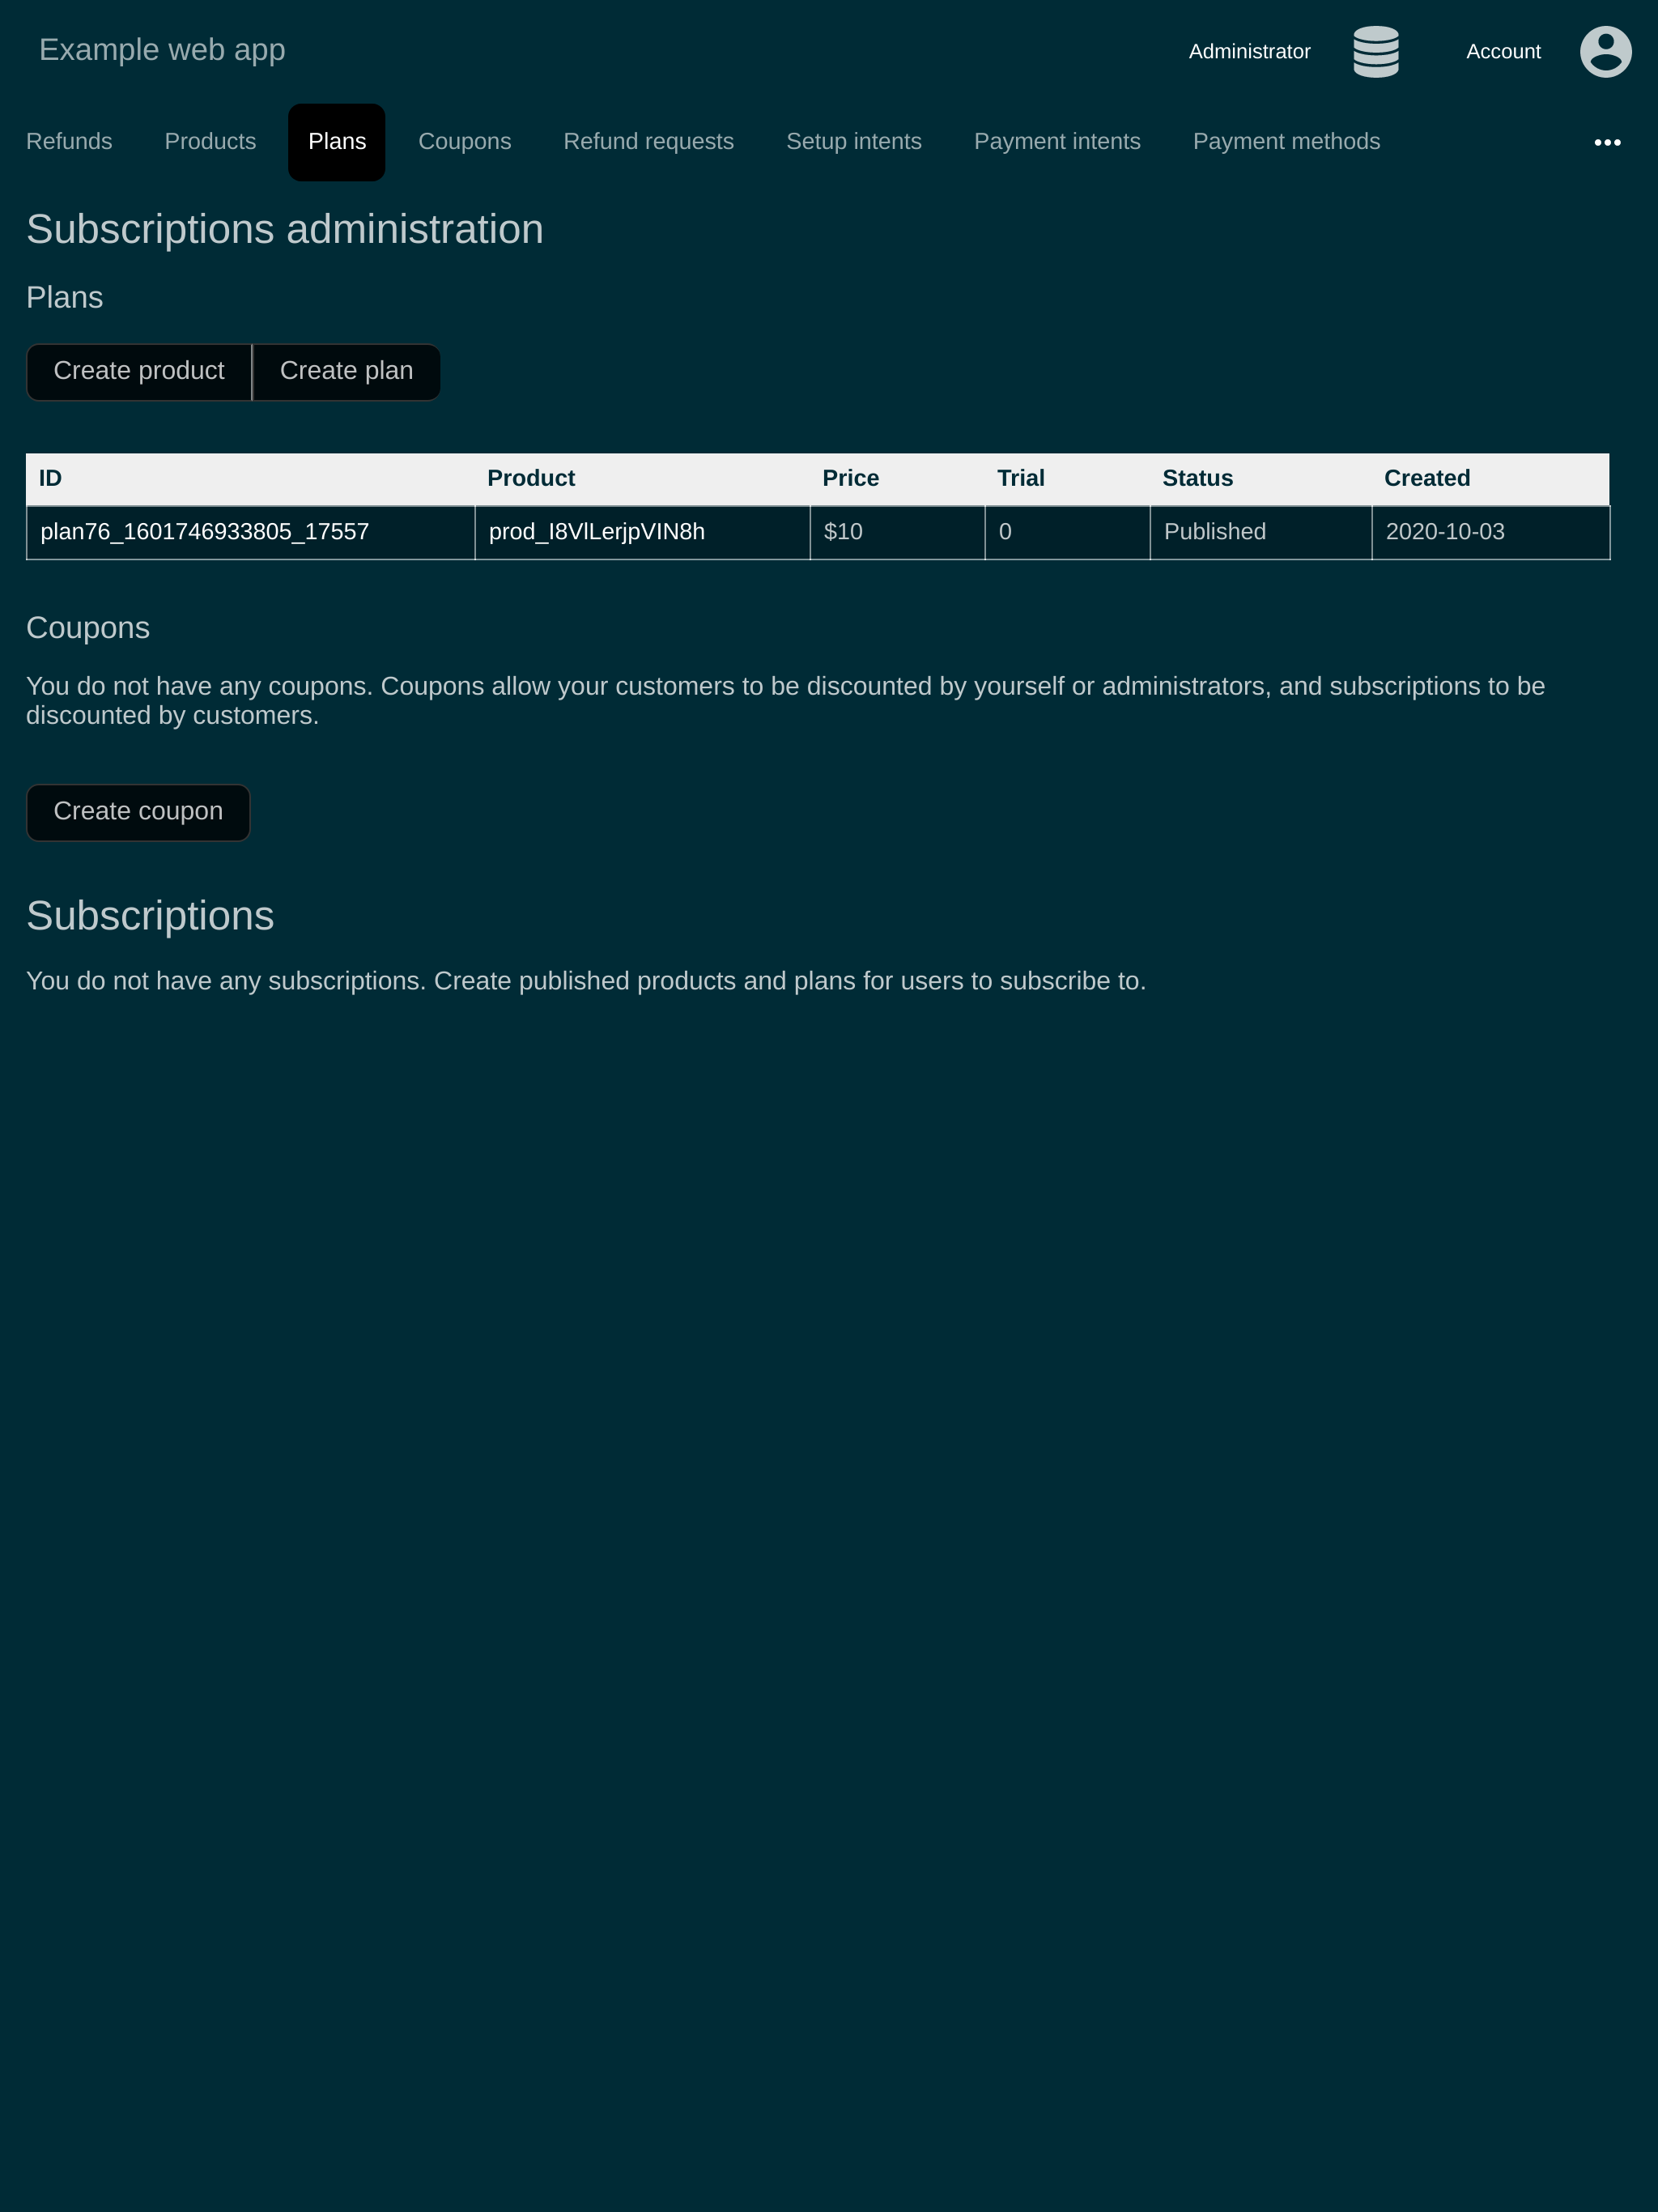 Example web app
Administrator
Account
Refunds Products Plans Coupons Refund requests Setup intents Payment intents Payment methods
Subscriptions administration
Plans
Create product Create plan
ID Product Price Trial Status Created
plan76_1601746933805_17557 prod_I8VlLerjpVIN8h $10 0 Published 2020-10-03
Coupons
You do not have any coupons. Coupons allow your customers to be discounted by yourself or administrators, and subscriptions to be
discounted by customers.
Create coupon
Subscriptions
You do not have any subscriptions. Create published products and plans for users to subscribe to.